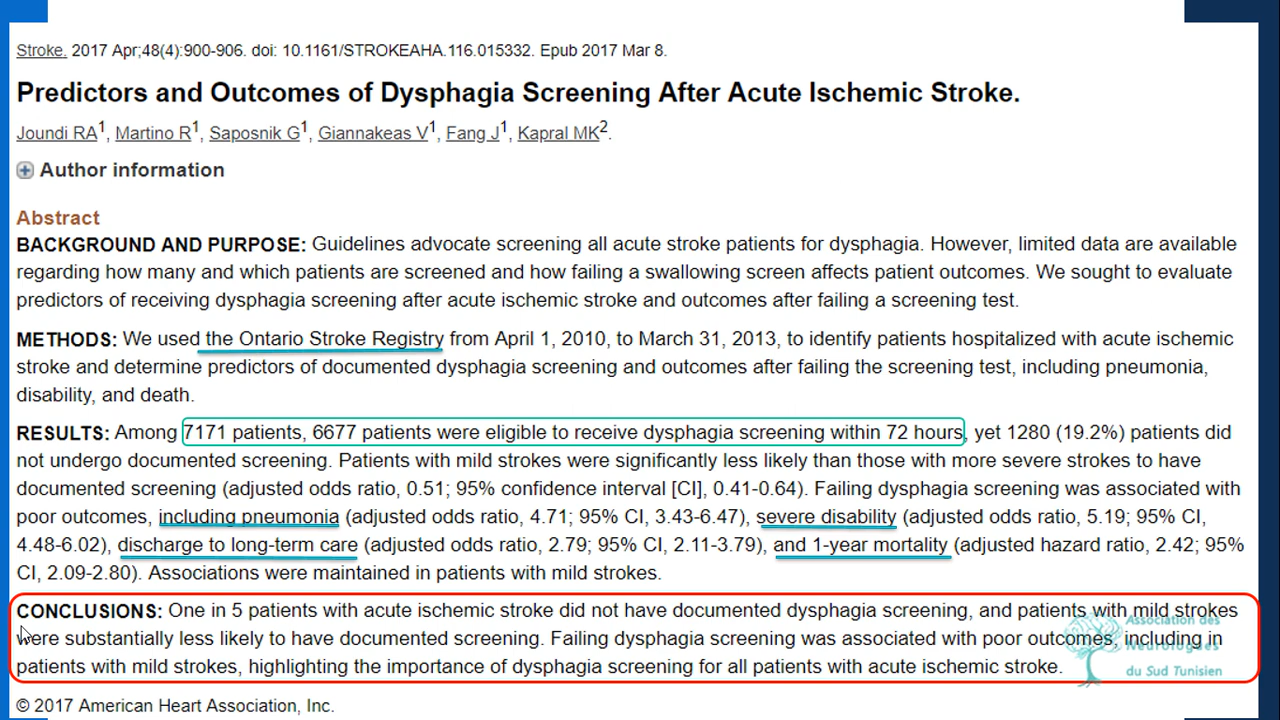 Stroke. 2017 Apr;48(4):900-906. doi: 10.1161/STROKEAHA.116.015332. Epub 2017 Mar 8.
Predictors and Outcomes of Dysphagia Screening After Acute Ischemic Stroke.
Joundi RA1, Martino R1, Saposnik G1, Giannakeas V1, Fang J1, Kapral MK2.
Author information
Abstract
BACKGROUND AND PURPOSE: Guidelines advocate screening all acute stroke patients for dysphagia. However, limited data are available
regarding how many and which patients are screened and how failing a swallowing screen affects patient outcomes. We sought to evaluate
predictors of receiving dysphagia screening after acute ischemic stroke and outcomes after failing a screening test.
METHODS: We used the Ontario Stroke Registry from April 1, 2010, to March 31, 2013, to identify patients hospitalized with acute ischemic
stroke and determine predictors of documented dysphagia screening and outcomes after failing the screening test, including pneumonia,
disability, and death.
RESULTS: Among 7171 patients, 6677 patients were eligible to receive dysphagia screening within 72 hours, yet 1280 (19.2%) patients did
not undergo documented screening. Patients with mild strokes were significantly less likely than those with more severe strokes to have
documented screening (adjusted odds ratio, 0.51; 95% confidence interval [CI], 0.41-0.64). Failing dysphagia screening was associated with
poor outcomes, including pneumonia (adjusted odds ratio, 4.71; 95% CI, 3.43-6.47), severe disability (adjusted odds ratio, 5.19; 95% CI,
4.48-6.02), discharge to long-term care (adjusted odds ratio, 2.79; 95% CI, 2.11-3.79), and 1-year mortality (adjusted hazard ratio, 2.42; 95%
CI, 2.09-2.80). Associations were maintained in patients with mild strokes.
CONCLUSIONS: One in 5 patients with acute ischemic stroke did not have documented dysphagia screening, and patients with mild strokes
were substantially less likely to have documented screening. Failing dysphagia screening was associated with poor outcomes, including in
patients with mild strokes, highlighting the importance of dysphagia screening for all patients with acute ischemic stroke.
Association des
Neurologues
du Sud Tunisien
© 2017 American Heart Association, Inc.